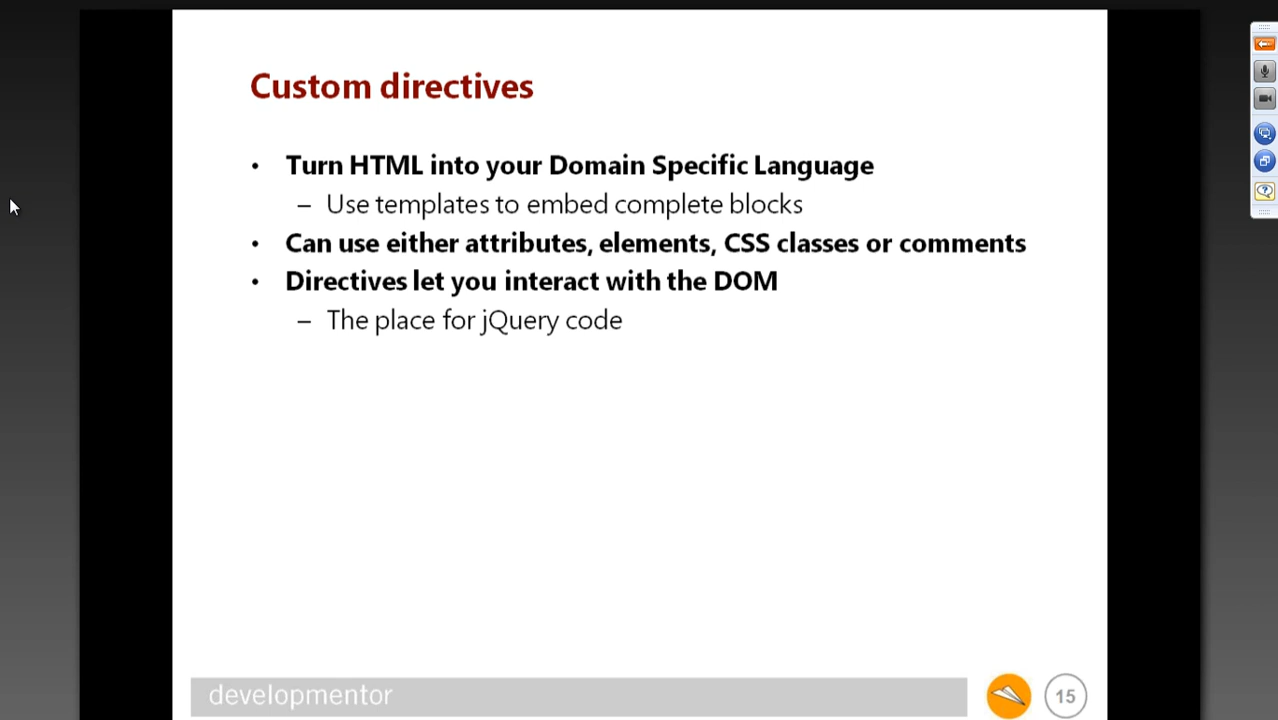 Custom directives
• Turn HTML into your Domain Specific Language
– Use templates to embed complete blocks
• Can use either attributes, elements, CSS classes or comments
• Directives let you interact with the DOM
– The place for jQuery code
developmentor
15